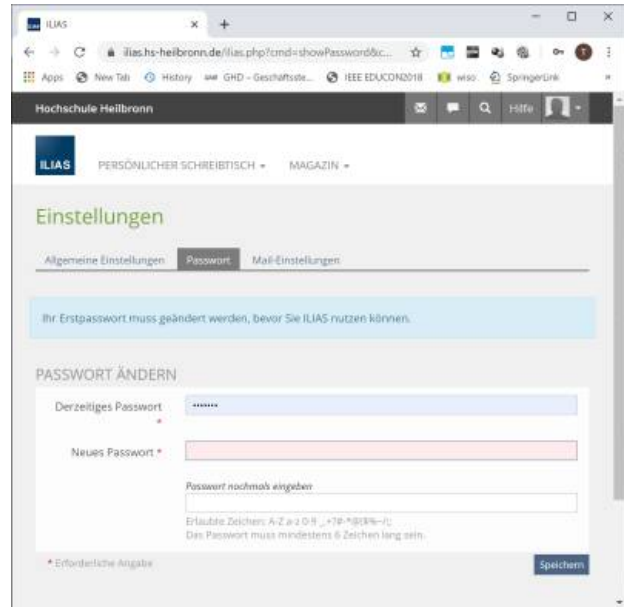 ILIAS
ilias.hs-heilbronn.de/ilias.php?cmd=showPassword&c...
Apps New Tab History GHD - Geschäftsste... IEEE EDUCON2018 wiso SpringerLink
Hochschule Heilbronn
Hilfe
ILIAS PERSÖNLICHER SCHREIBTISCH MAGAZIN
Einstellungen
Allgemeine Einstellungen Passwort Mail-Einstellungen
Ihr Erstpasswort muss geändert werden, bevor Sie ILIAS nutzen können.
PASSWORT ÄNDERN
Derzeitiges Passwort
*
Neues Passwort *
Passwort nochmals eingeben
Erlaubte Zeichen: A-Z a-z 0-9
Das Passwort muss mindestens 6 Zeichen lang sein.
* Erforderliche Angabe
Speichern